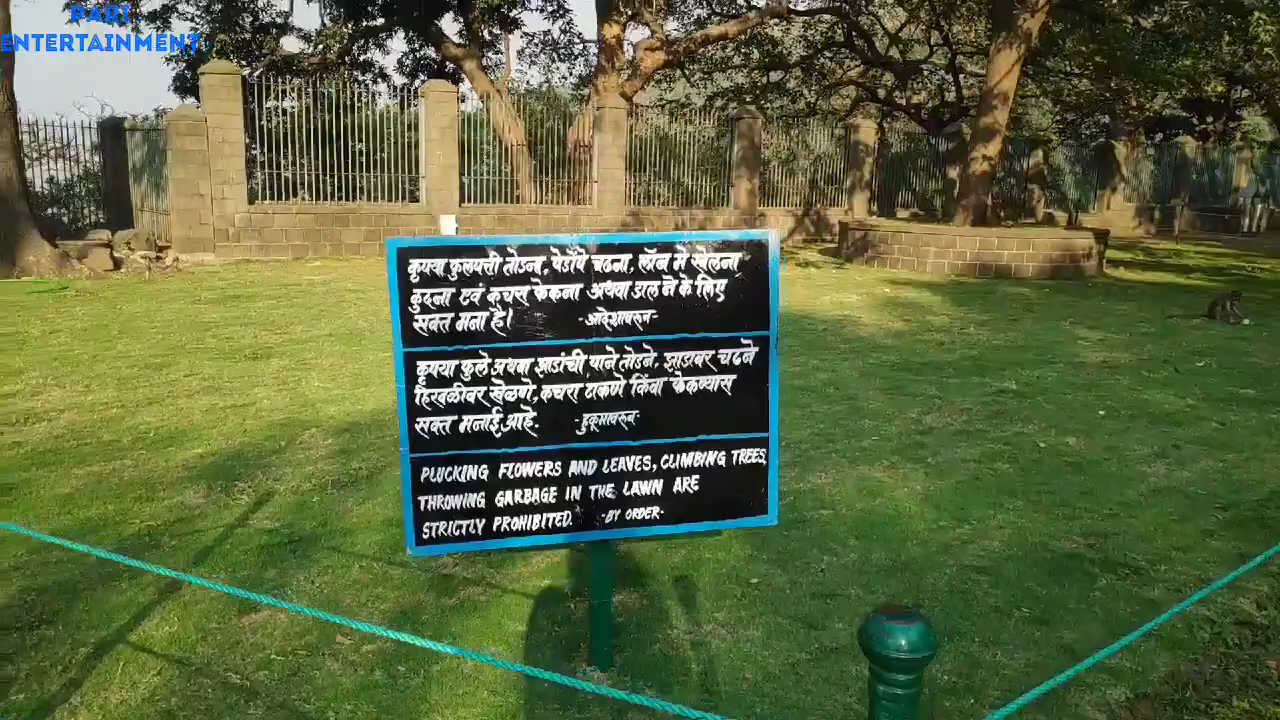 PARI
ENTERTAINMENT
कृपया फुलपत्ती तोडना, पेडोंपे चढना, लॉन में खेलना
कुदना एवं कचरा फेकना अथवा डालने के लिए
सक्त मना है। -आदेशावरून-
कृपया फुले अथवा झाडांची पाने तोडणे, झाडावर चढणे
हिरवळीवर खेळणे, कचरा टाकणे किंवा फेकण्यास
सक्त मनाई आहे. -हुकूमावरून-
PLUCKING FLOWERS AND LEAVES, CLIMBING TREES,
THROWING GARBAGE IN THE LAWN ARE
STRICTLY PROHIBITED. -BY ORDER-